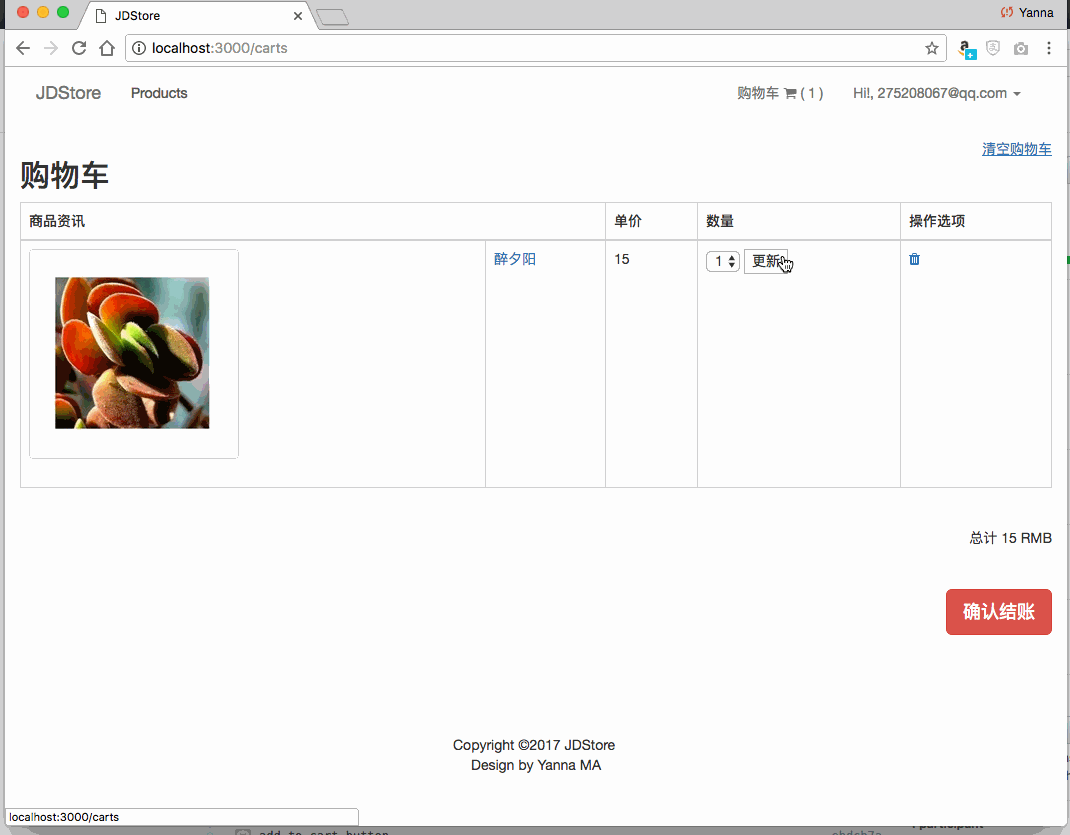 JDStore
Yanna
localhost:3000/carts
JDStore Products 购物车 ( 1 ) Hi!, 275208067@qq.com
清空购物车
购物车
商品资讯 单价 数量 操作选项
醉夕阳 15 1 更新
总计 15 RMB
确认结账
Copyright ©2017 JDStore
Design by Yanna MA
localhost:3000/carts